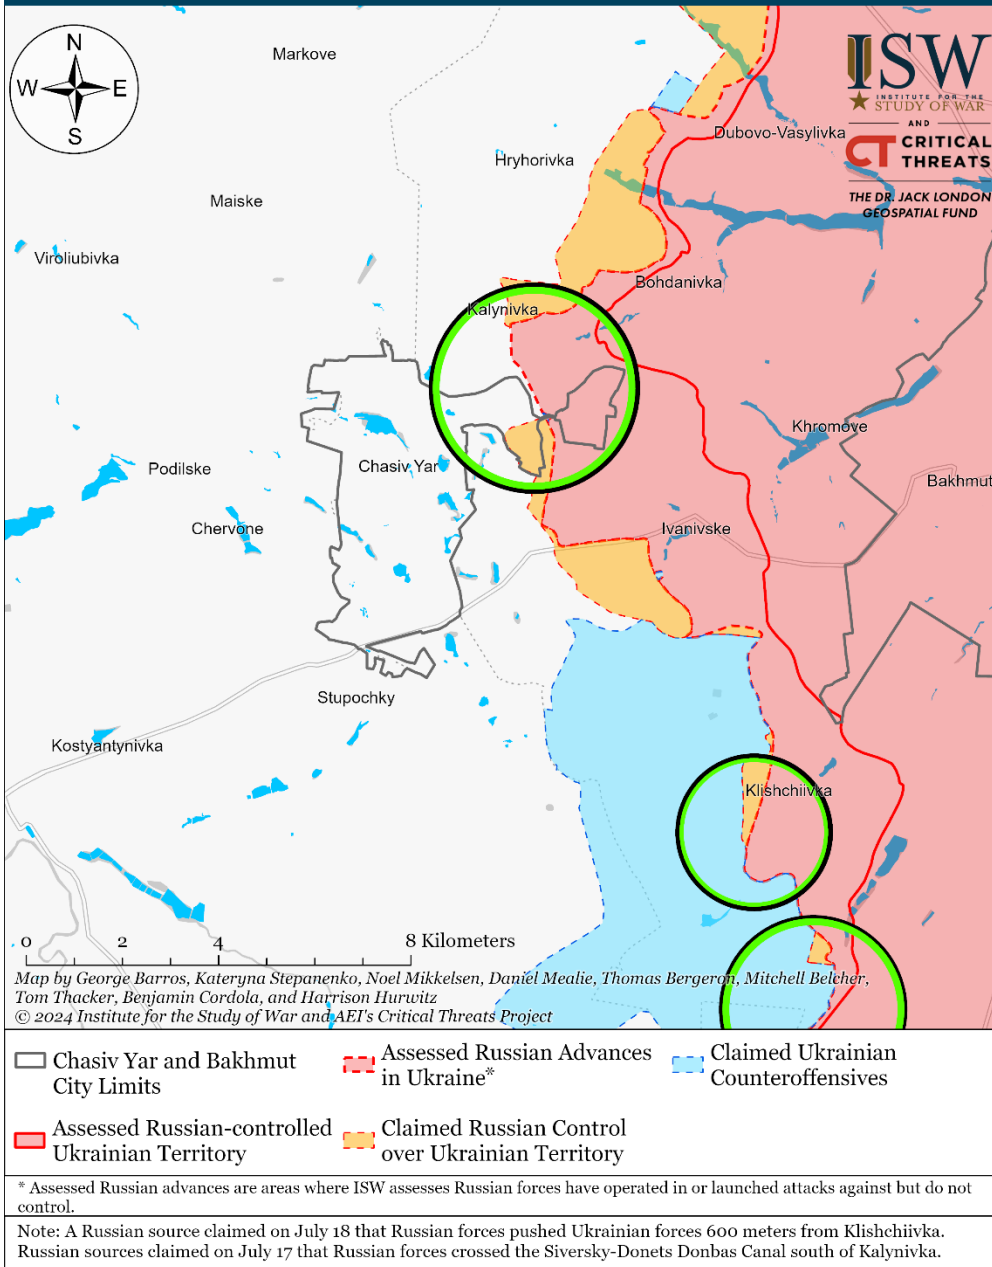 N
W
E
S
Markove
ISW
INSTITUTE FOR THE
STUDY OF WAR
AND
CT CRITICAL
THREATS
THE DR. JACK LONDON
GEOSPATIAL FUND
Dubovo-Vasylivka
Hryhorivka
Maiske
Viroliubivka
Bohdanivka
Kalynivka
Khromove
Podilske
Chasiv Yar
Bakhmut
Chervone
Ivanivske
Stupochky
Kostyantynivka
Klishchiivka
0 2 4 8 Kilometers
Map by George Barros, Kateryna Stepanenko, Noel Mikkelsen, Daniel Mealie, Thomas Bergeron, Mitchell Belcher,
Tom Thacker, Benjamin Cordola, and Harrison Hurwitz
© 2024 Institute for the Study of War and AEI's Critical Threats Project
Chasiv Yar and Bakhmut
City Limits
Assessed Russian Advances
in Ukraine*
Claimed Ukrainian
Counteroffensives
Assessed Russian-controlled
Ukrainian Territory
Claimed Russian Control
over Ukrainian Territory
* Assessed Russian advances are areas where ISW assesses Russian forces have operated in or launched attacks against but do not
control.
Note: A Russian source claimed on July 18 that Russian forces pushed Ukrainian forces 600 meters from Klishchiivka.
Russian sources claimed on July 17 that Russian forces crossed the Siversky-Donets Donbas Canal south of Kalynivka.